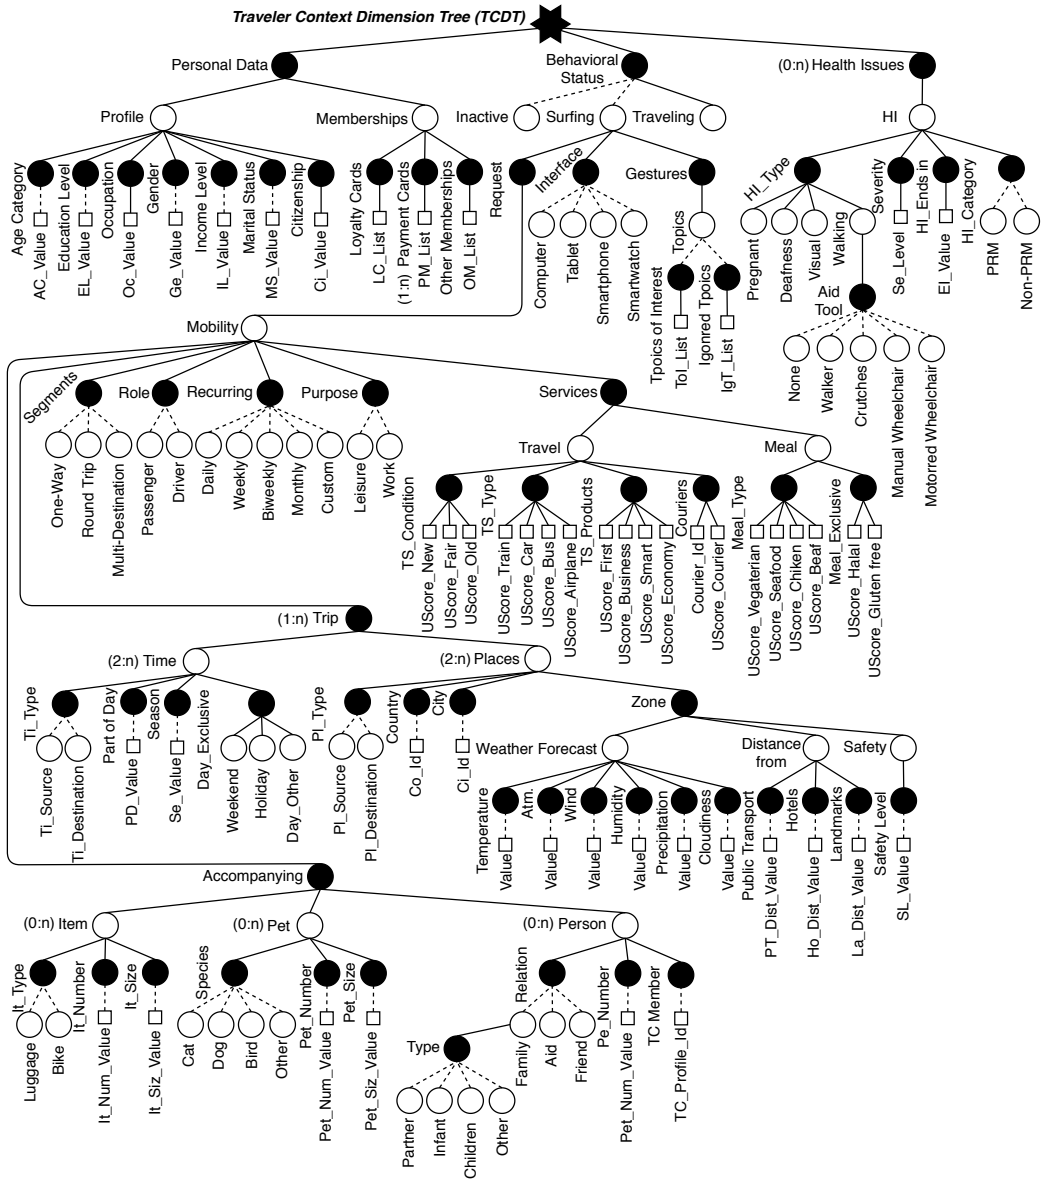 Traveler Context Dimension Tree (TCDT)
Personal Data
Behavioral
Status
(0:n) Health Issues
Profile
Memberships
Inactive
Surfing
Traveling
HI
Age Category
AC_Value
Education Level
EL_Value
Occupation
Oc_Value
Gender
Ge_Value
Income Level
IL_Value
Marital Status
MS_Value
Citizenship
Ci_Value
Loyalty Cards
LC_List
(1:n) Payment Cards
PM_List
Other Memberships
OM_List
Request
Interface
Computer
Tablet
Smartphone
Smartwatch
Gestures
Topics
Tpoics of Interest
ToI_List
Igonred Tpoics
IgT_List
HI_Type
Pregnant
Deafness
Visual
Walking
Severity
Se_Level
HI_Ends in
EI_Value
HI_Category
PRM
Non-PRM
Aid
Tool
None
Walker
Crutches
Manual Wheelchair
Motorred Wheelchair
Mobility
Segments
Role
Recurring
Purpose
Services
One-Way
Round Trip
Multi-Destination
Passenger
Driver
Daily
Weekly
Biweekly
Monthly
Custom
Leisure
Work
Travel
Meal
TS_Condition
UScore_New
UScore_Fair
UScore_Old
TS_Type
UScore_Train
UScore_Car
UScore_Bus
UScore_Airplane
TS_Products
UScore_First
UScore_Business
UScore_Smart
UScore_Economy
Couriers
Courier_Id
UScore_Courier
Meal_Type
UScore_Vegaterian
UScore_Seafood
UScore_Chiken
UScore_Beaf
Meal_Exclusive
UScore_Halal
UScore_Gluten free
(1:n) Trip
(2:n) Time
(2:n) Places
Ti_Type
Ti_Source
Ti_Destination
Part of Day
PD_Value
Season
Se_Value
Day_Exclusive
Weekend
Holiday
Day_Other
Pl_Type
Pl_Source
Pl_Destination
Country
Co_Id
City
Ci_Id
Zone
Weather Forecast
Distance
from
Safety
Temperature
Value
Atm.
Value
Wind
Value
Humidity
Value
Precipitation
Value
Cloudiness
Value
Public Transport
PT_Dist_Value
Hotels
Ho_Dist_Value
Landmarks
La_Dist_Value
Safety Level
SL_Value
Accompanying
(0:n) Item
(0:n) Pet
(0:n) Person
It_Type
Luggage
Bike
It_Number
It_Num_Value
It_Size
It_Siz_Value
Species
Cat
Dog
Bird
Other
Pet_Number
Pet_Num_Value
Pet_Size
Pet_Siz_Value
Relation
Family
Aid
Friend
Pe_Number
Pet_Num_Value
TC Member
TC_Profile_Id
Type
Partner
Infant
Children
Other